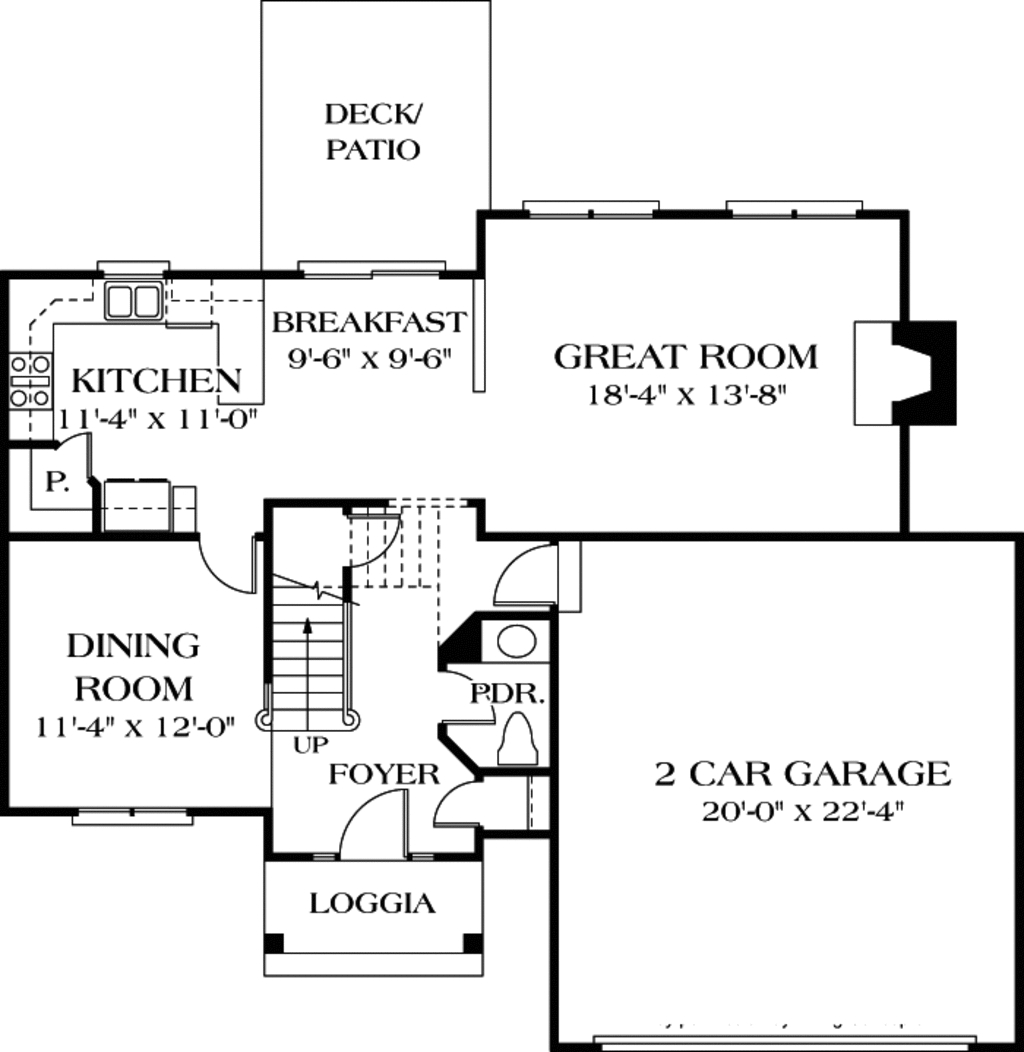 DECK/
PATIO
BREAKFAST
9'-6" X 9'-6"
GREAT ROOM
18'-4" X 13'-8"
KITCHEN
11'-4" X 11'-0"
P.
DINING
ROOM
11'-4" X 12'-0"
PDR.
UP
FOYER
2 CAR GARAGE
20'-0" X 22'-4"
LOGGIA